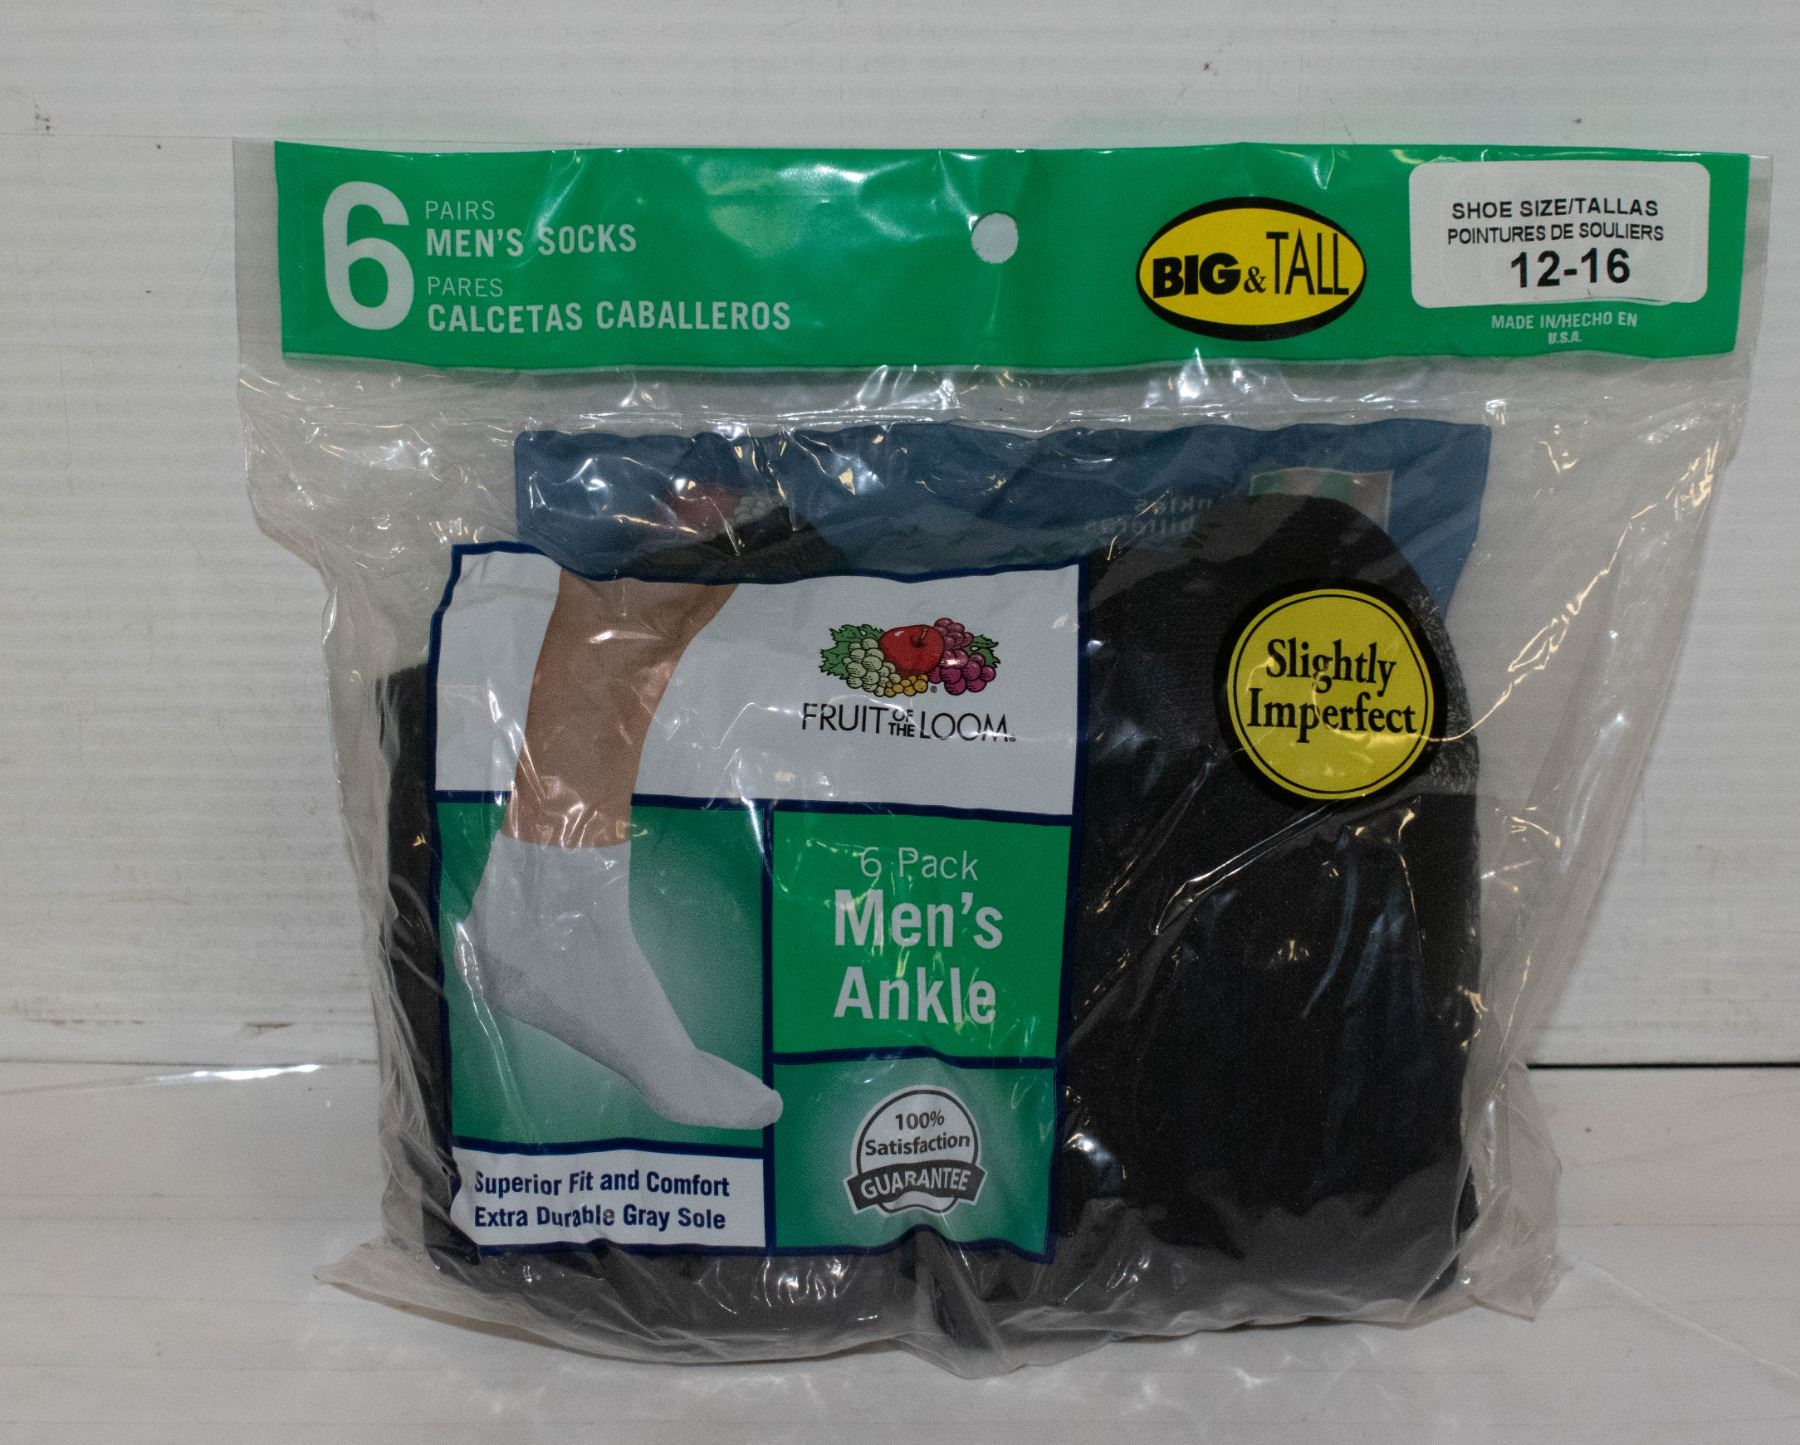 6
PAIRS
MEN'S SOCKS
PARES
CALCETAS CABALLEROS
BIG & TALL
SHOE SIZE/TALLAS
POINTURES DE SOULIERS
12-16
MADE IN/HECHO EN
U.S.A.
FRUIT OF THE LOOM®
Slightly
Imperfect
6 Pack
Men's
Ankle
100%
Satisfaction
GUARANTEE
Superior Fit and Comfort
Extra Durable Gray Sole